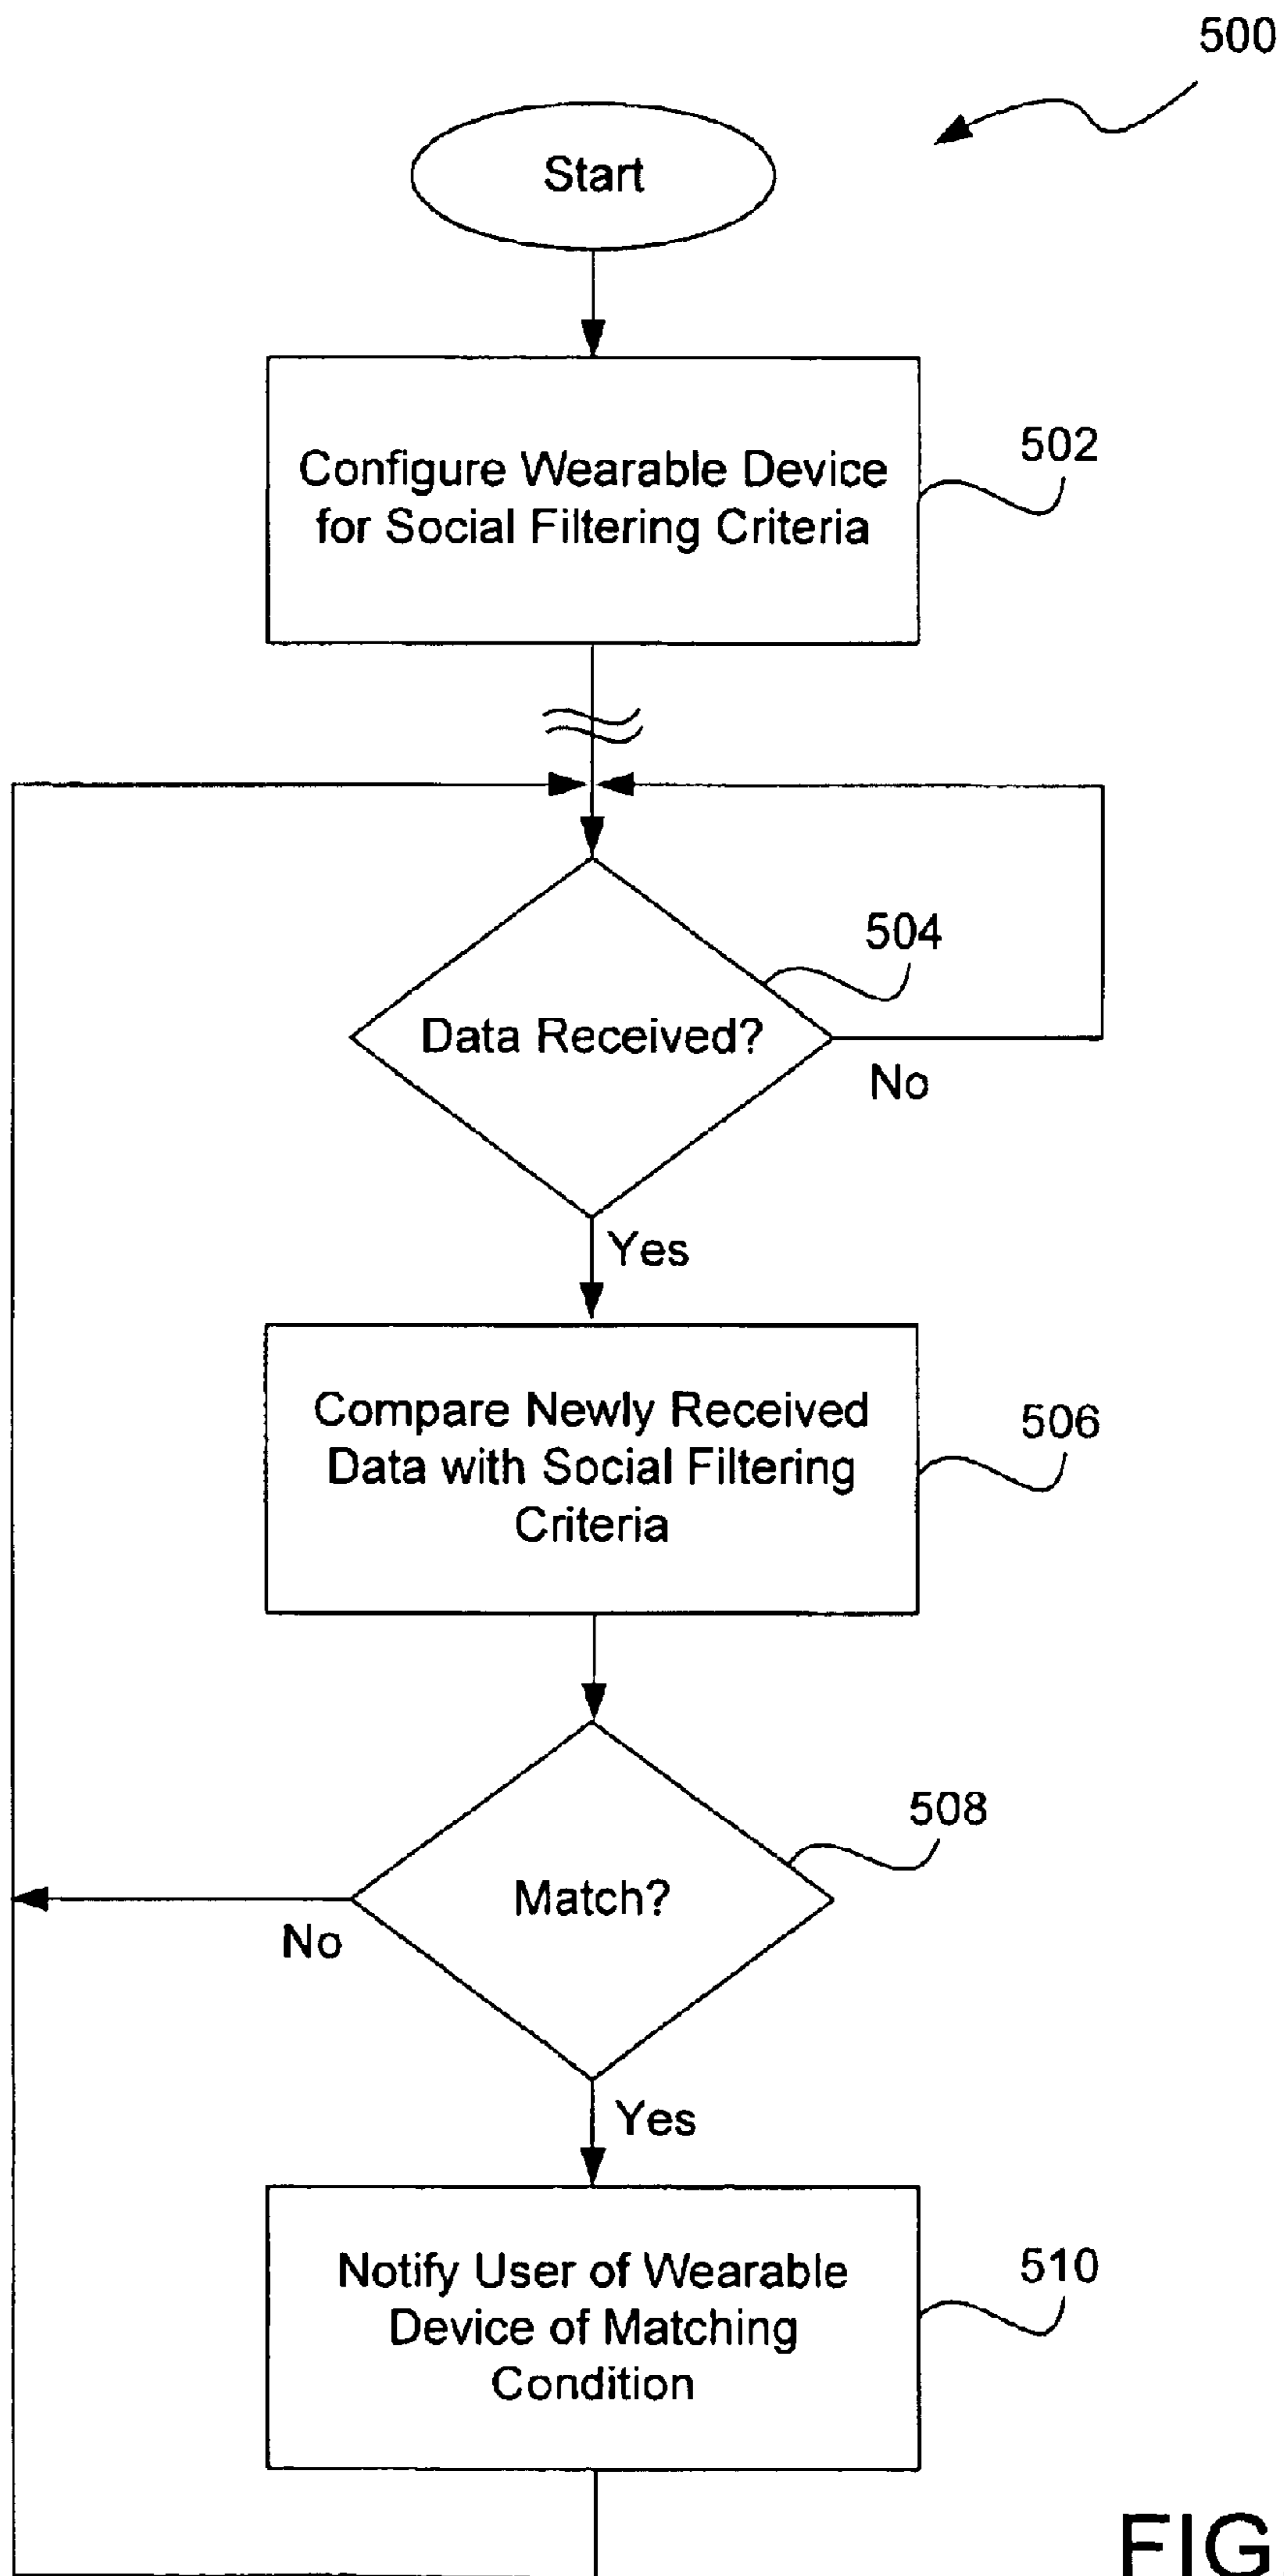 500
Start
Configure Wearable Device
for Social Filtering Criteria
502
504
Data Received?
No
Yes
Compare Newly Received
Data with Social Filtering
Criteria
506
508
Match?
No
Yes
Notify User of Wearable
Device of Matching
Condition
510
FIG